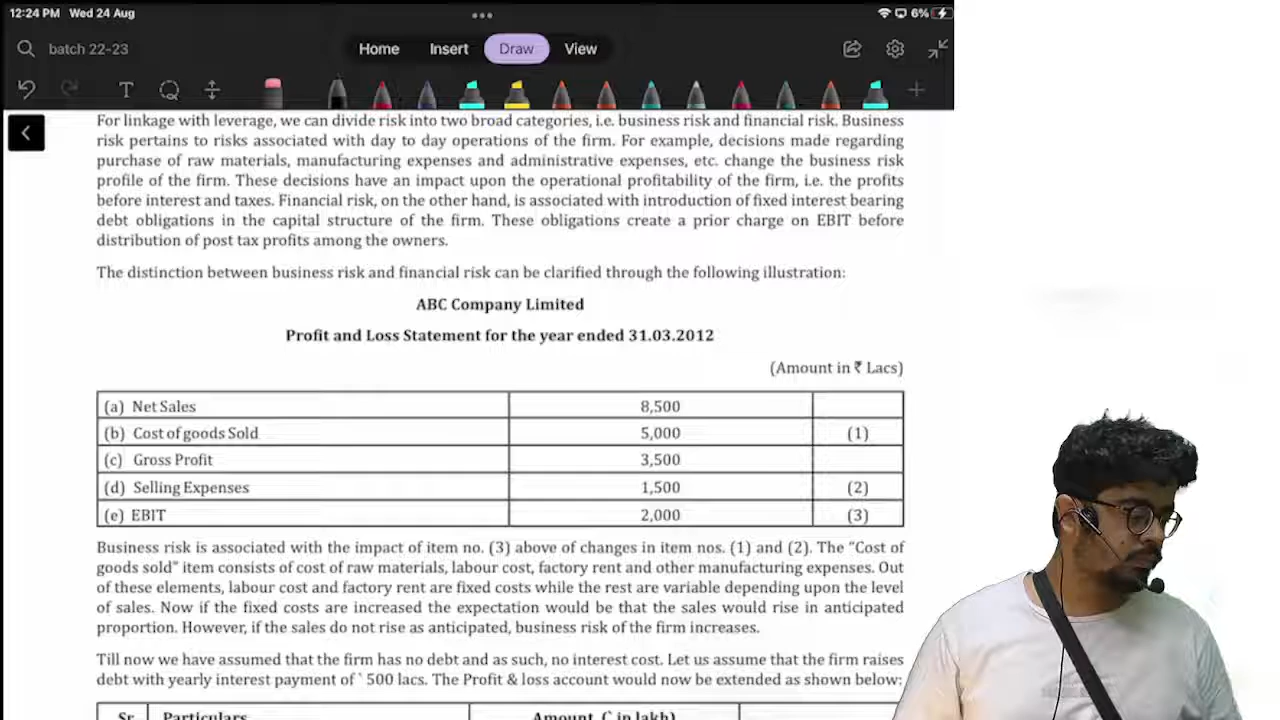 12:24 PM Wed 24 Aug
6%
batch 22-23
Home Insert Draw View
For linkage with leverage, we can divide risk into two broad categories, i.e. business risk and financial risk. Business
risk pertains to risks associated with day to day operations of the firm. For example, decisions made regarding
purchase of raw materials, manufacturing expenses and administrative expenses, etc. change the business risk
profile of the firm. These decisions have an impact upon the operational profitability of the firm, i.e. the profits
before interest and taxes. Financial risk, on the other hand, is associated with introduction of fixed interest bearing
debt obligations in the capital structure of the firm. These obligations create a prior charge on EBIT before
distribution of post tax profits among the owners.
The distinction between business risk and financial risk can be clarified through the following illustration:
ABC Company Limited
Profit and Loss Statement for the year ended 31.03.2012
(Amount in ₹ Lacs)
(a) Net Sales 8,500
(b) Cost of goods Sold 5,000 (1)
(c) Gross Profit 3,500
(d) Selling Expenses 1,500 (2)
(e) EBIT 2,000 (3)
Business risk is associated with the impact of item no. (3) above of changes in item nos. (1) and (2). The “Cost of
goods sold” item consists of cost of raw materials, labour cost, factory rent and other manufacturing expenses. Out
of these elements, labour cost and factory rent are fixed costs while the rest are variable depending upon the level
of sales. Now if the fixed costs are increased the expectation would be that the sales would rise in anticipated
proportion. However, if the sales do not rise as anticipated, business risk of the firm increases.
Till now we have assumed that the firm has no debt and as such, no interest cost. Let us assume that the firm raises
debt with yearly interest payment of ` 500 lacs. The Profit & loss account would now be extended as shown below:
Sr. Particulars Amount (` in lakh)